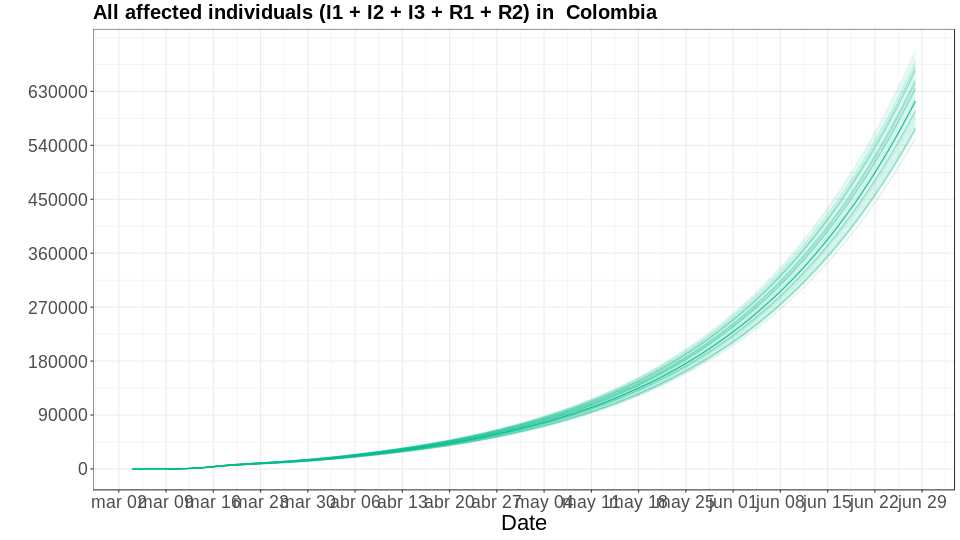 All affected individuals (I1 + I2 + I3 + R1 + R2) in  Colombia
630000
540000
450000
360000
270000
180000
90000
0
mar 02 mar 09 mar 16 mar 23 mar 30 abr 06 abr 13 abr 20 abr 27 may 04 may 11 may 18 may 25 jun 01 jun 08 jun 15 jun 22 jun 29
Date